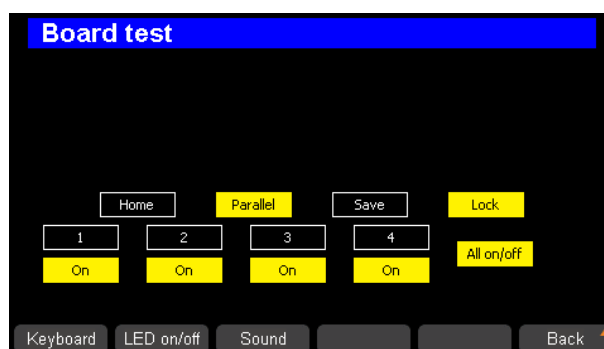 Board test
Home Parallel Save Lock
1 2 3 4
All on/off
On On On On
Keyboard LED on/off Sound Back